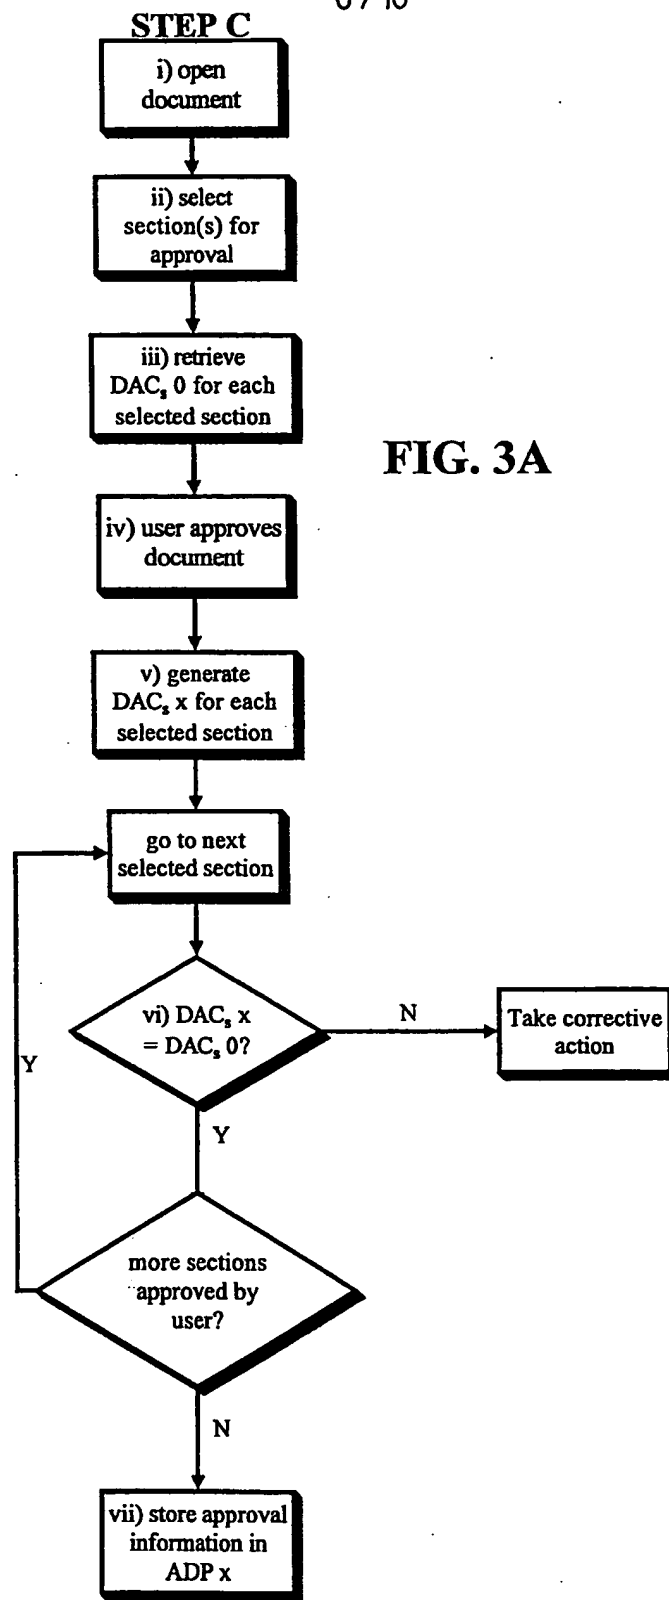 STEP C
i) open
document
ii) select
section(s) for
approval
iii) retrieve
DACₛ 0 for each
selected section
FIG. 3A
iv) user approves
document
v) generate
DACₛ x for each
selected section
go to next
selected section
vi) DACₛ x
= DACₛ 0?
N
Take corrective
action
Y
Y
more sections
approved by
user?
N
vii) store approval
information in
ADP x